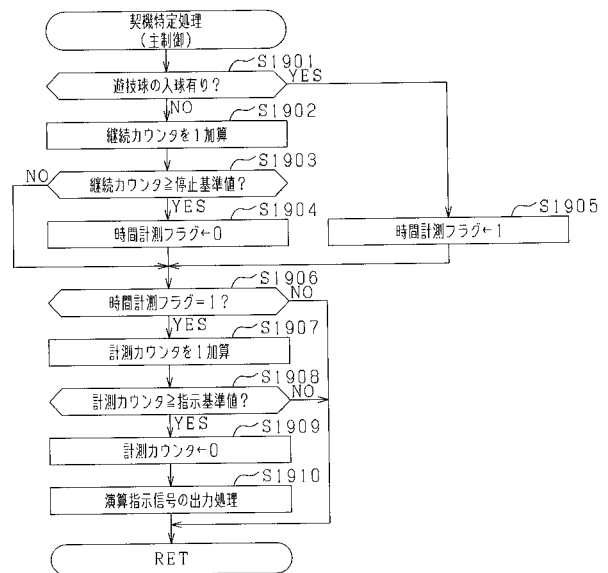 契機特定処理
(主制御)
S1901
遊技球の入球有り?
YES
NO
S1902
継続カウンタを1加算
S1903
NO
継続カウンタ≧停止基準値?
YES
S1904
時間計測フラグ←0
S1905
時間計測フラグ←1
S1906
時間計測フラグ=1?
NO
YES
S1907
計測カウンタを1加算
S1908
計測カウンタ≧指示基準値?
NO
YES
S1909
計測カウンタ←0
S1910
演算指示信号の出力処理
RET